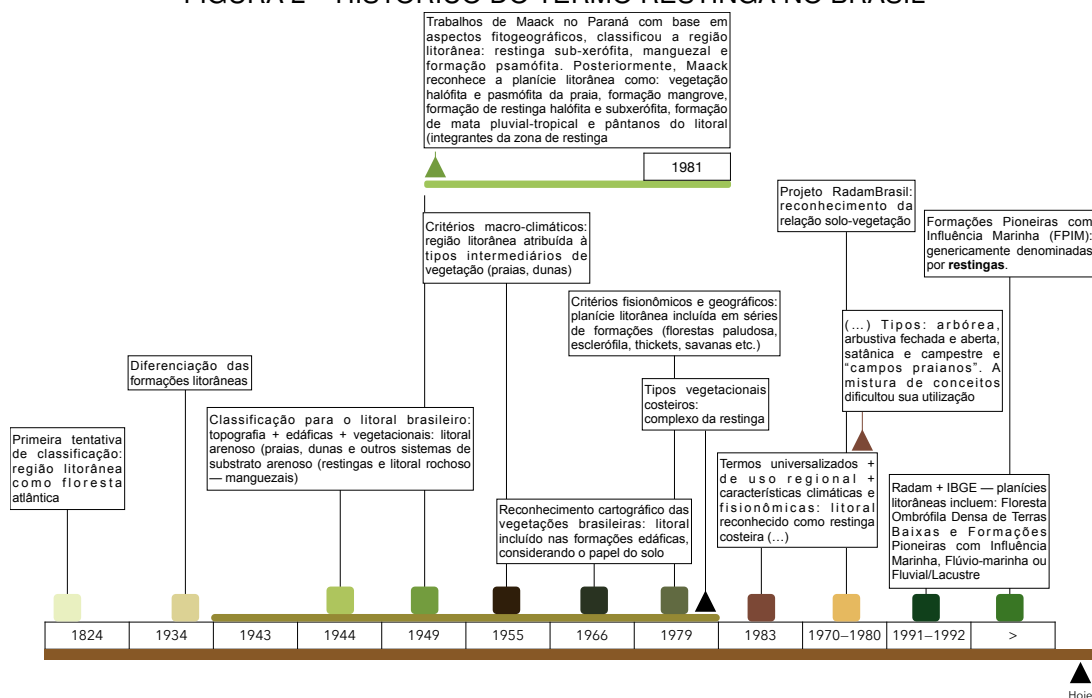 FIGURA 2 – HISTÓRICO DO TERMO RESTINGA NO BRASIL
Trabalhos de Maack no Paraná com base em
aspectos fitogeográficos, classificou a região
litorânea: restinga sub-xerófita, manguezal e
formação psamófita. Posteriormente, Maack
reconhece a planície litorânea como: vegetação
halófita e pasmófita da praia, formação mangrove,
formação de restinga halófita e subxerófita, formação
de mata pluvial-tropical e pântanos do litoral
(integrantes da zona de restinga
1981
Critérios macro-climáticos:
região litorânea atribuída à
tipos intermediários de
vegetação (praias, dunas)
Projeto RadamBrasil:
reconhecimento da
relação solo-vegetação
Formações Pioneiras com
Influência Marinha (FPIM):
genericamente denominadas
por restingas.
Critérios fisionômicos e geográficos:
planície litorânea incluída em séries
de formações (florestas paludosa,
esclerófila, thickets, savanas etc.)
(…) Tipos: arbórea,
arbustiva fechada e aberta,
satânica e campestre e
“campos praianos”. A
mistura de conceitos
dificultou sua utilização
Diferenciação das
formações litorâneas
Tipos vegetacionais
costeiros:
complexo da restinga
Classificação para o litoral brasileiro:
topografia + edáficas + vegetacionais: litoral
arenoso (praias, dunas e outros sistemas de
substrato arenoso (restingas e litoral rochoso
— manguezais)
Primeira tentativa
de classificação:
região litorânea
como floresta
atlântica
Termos universalizados +
de uso regional +
características climáticas e
fisionômicas: litoral
reconhecido como restinga
costeira (…)
Radam + IBGE — planícies
litorâneas incluem: Floresta
Ombrófila Densa de Terras
Baixas e Formações
Pioneiras com Influência
Marinha, Flúvio-marinha ou
Fluvial/Lacustre
Reconhecimento cartográfico das
vegetações brasileiras: litoral
incluído nas formações edáficas,
considerando o papel do solo
1824 1934 1943 1944 1949 1955 1966 1979 1983 1970–1980 1991–1992 >
Hoje